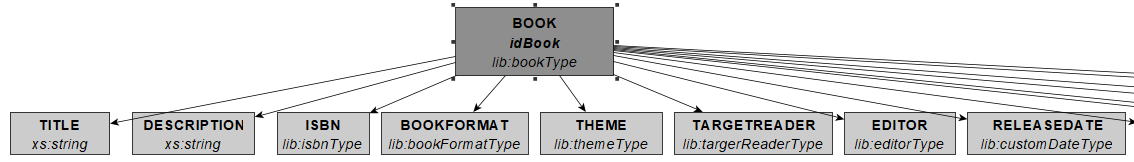 BOOK
idBook
lib:bookType
TITLE
xs:string
DESCRIPTION
xs:string
ISBN
lib:isbnType
BOOKFORMAT
lib:bookFormatType
THEME
lib:themeType
TARGETREADER
lib:targerReaderType
EDITOR
lib:editorType
RELEASEDATE
lib:customDateType